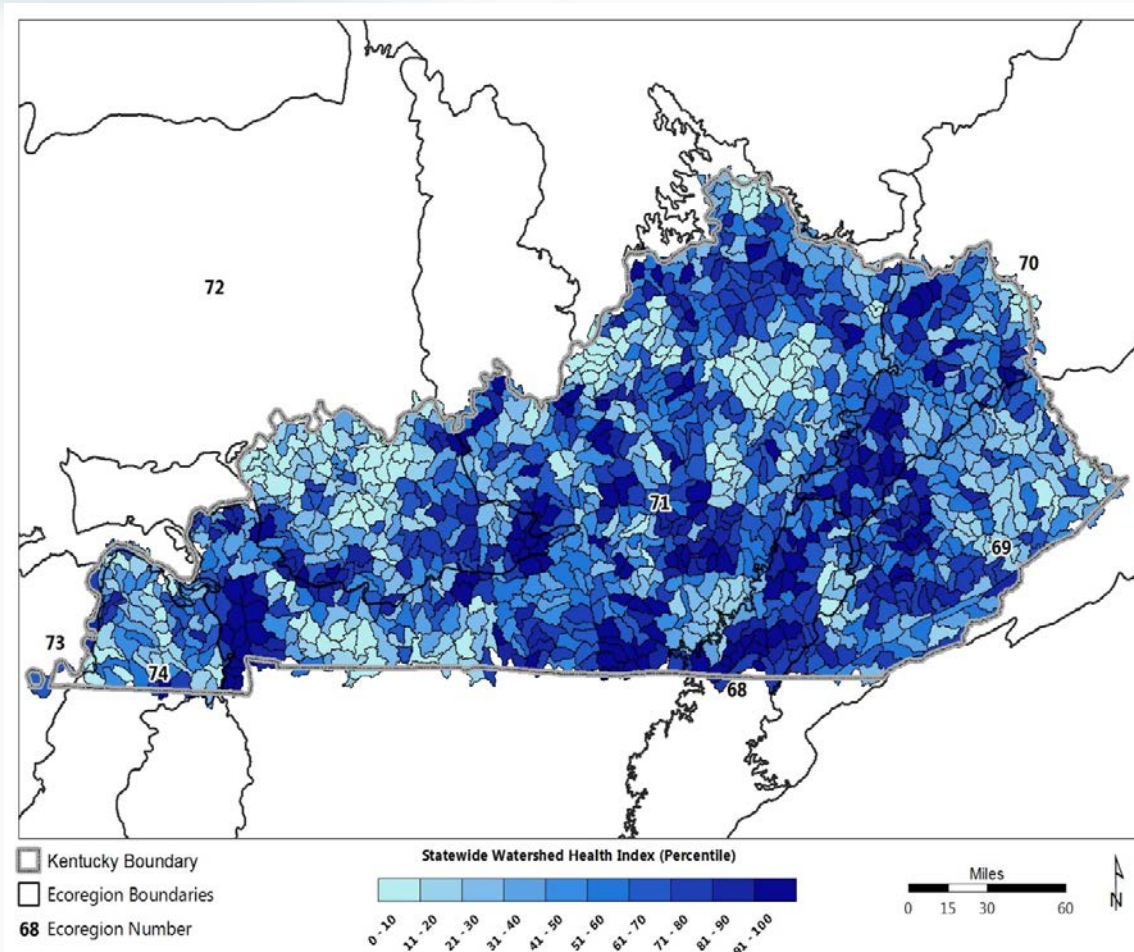 70
72
71
69
73
74
68
Kentucky Boundary
Ecoregion Boundaries
68 Ecoregion Number
Statewide Watershed Health Index (Percentile)
0 - 10
11 - 20
21 - 30
31 - 40
41 - 50
51 - 60
61 - 70
71 - 80
81 - 90
91 - 100
Miles
0 15 30 60
N